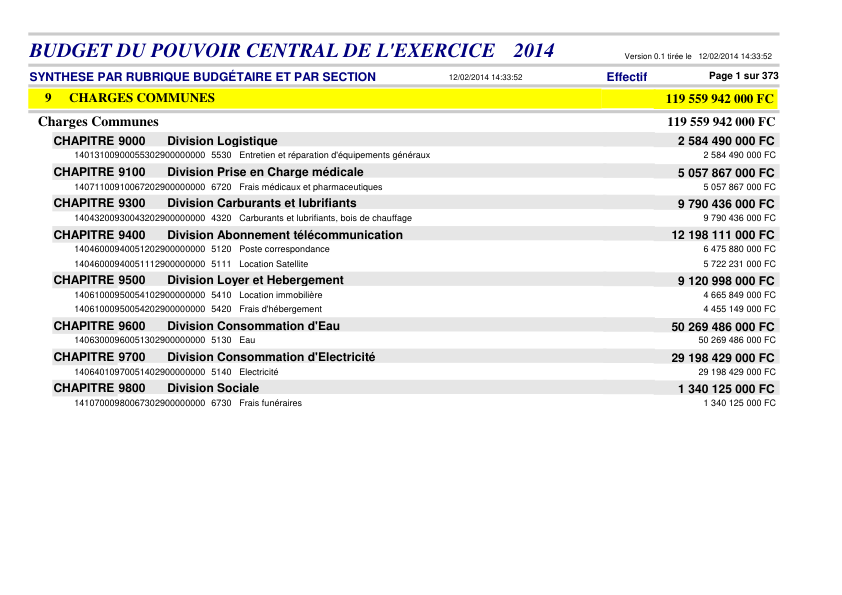 BUDGET DU POUVOIR CENTRAL DE L'EXERCICE 2014 Version 0.1 tirée le 12/02/2014 14:33:52
SYNTHESE PAR RUBRIQUE BUDGÉTAIRE ET PAR SECTION 12/02/2014 14:33:52 Effectif Page 1 sur 373
9 CHARGES COMMUNES 119 559 942 000 FC
Charges Communes 119 559 942 000 FC
CHAPITRE 9000 Division Logistique 2 584 490 000 FC
14013100900055302900000000 5530 Entretien et réparation d'équipements généraux 2 584 490 000 FC
CHAPITRE 9100 Division Prise en Charge médicale 5 057 867 000 FC
14071100910067202900000000 6720 Frais médicaux et pharmaceutiques 5 057 867 000 FC
CHAPITRE 9300 Division Carburants et lubrifiants 9 790 436 000 FC
14043200930043202900000000 4320 Carburants et lubrifiants, bois de chauffage 9 790 436 000 FC
CHAPITRE 9400 Division Abonnement télécommunication 12 198 111 000 FC
14046000940051202900000000 5120 Poste correspondance 6 475 880 000 FC
14046000940051112900000000 5111 Location Satellite 5 722 231 000 FC
CHAPITRE 9500 Division Loyer et Hebergement 9 120 998 000 FC
14061000950054102900000000 5410 Location immobilière 4 665 849 000 FC
14061000950054202900000000 5420 Frais d'hébergement 4 455 149 000 FC
CHAPITRE 9600 Division Consommation d'Eau 50 269 486 000 FC
14063000960051302900000000 5130 Eau 50 269 486 000 FC
CHAPITRE 9700 Division Consommation d'Electricité 29 198 429 000 FC
14064010970051402900000000 5140 Electricité 29 198 429 000 FC
CHAPITRE 9800 Division Sociale 1 340 125 000 FC
14107000980067302900000000 6730 Frais funéraires 1 340 125 000 FC